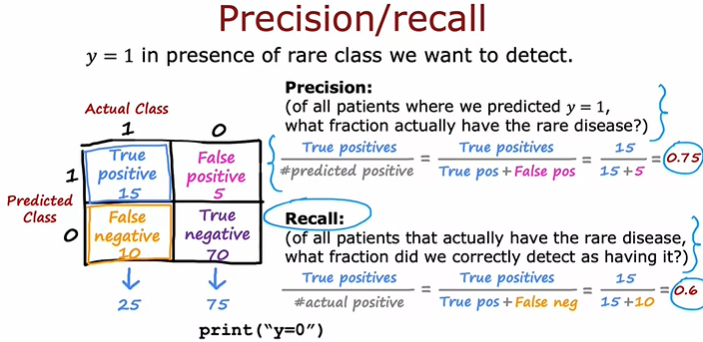 Precision/recall
y = 1 in presence of rare class we want to detect.
Actual Class
1 0
Predicted
Class
1
0
True
positive
15
False
positive
5
False
negative
10
True
negative
70
25 75
print("y=0")
Precision:
(of all patients where we predicted y = 1,
what fraction actually have the rare disease?)
True positives / #predicted positive = True positives / True pos + False pos = 15 / 15 + 5 = 0.75
Recall:
(of all patients that actually have the rare disease,
what fraction did we correctly detect as having it?)
True positives / #actual positive = True positives / True pos + False neg = 15 / 15 + 10 = 0.6